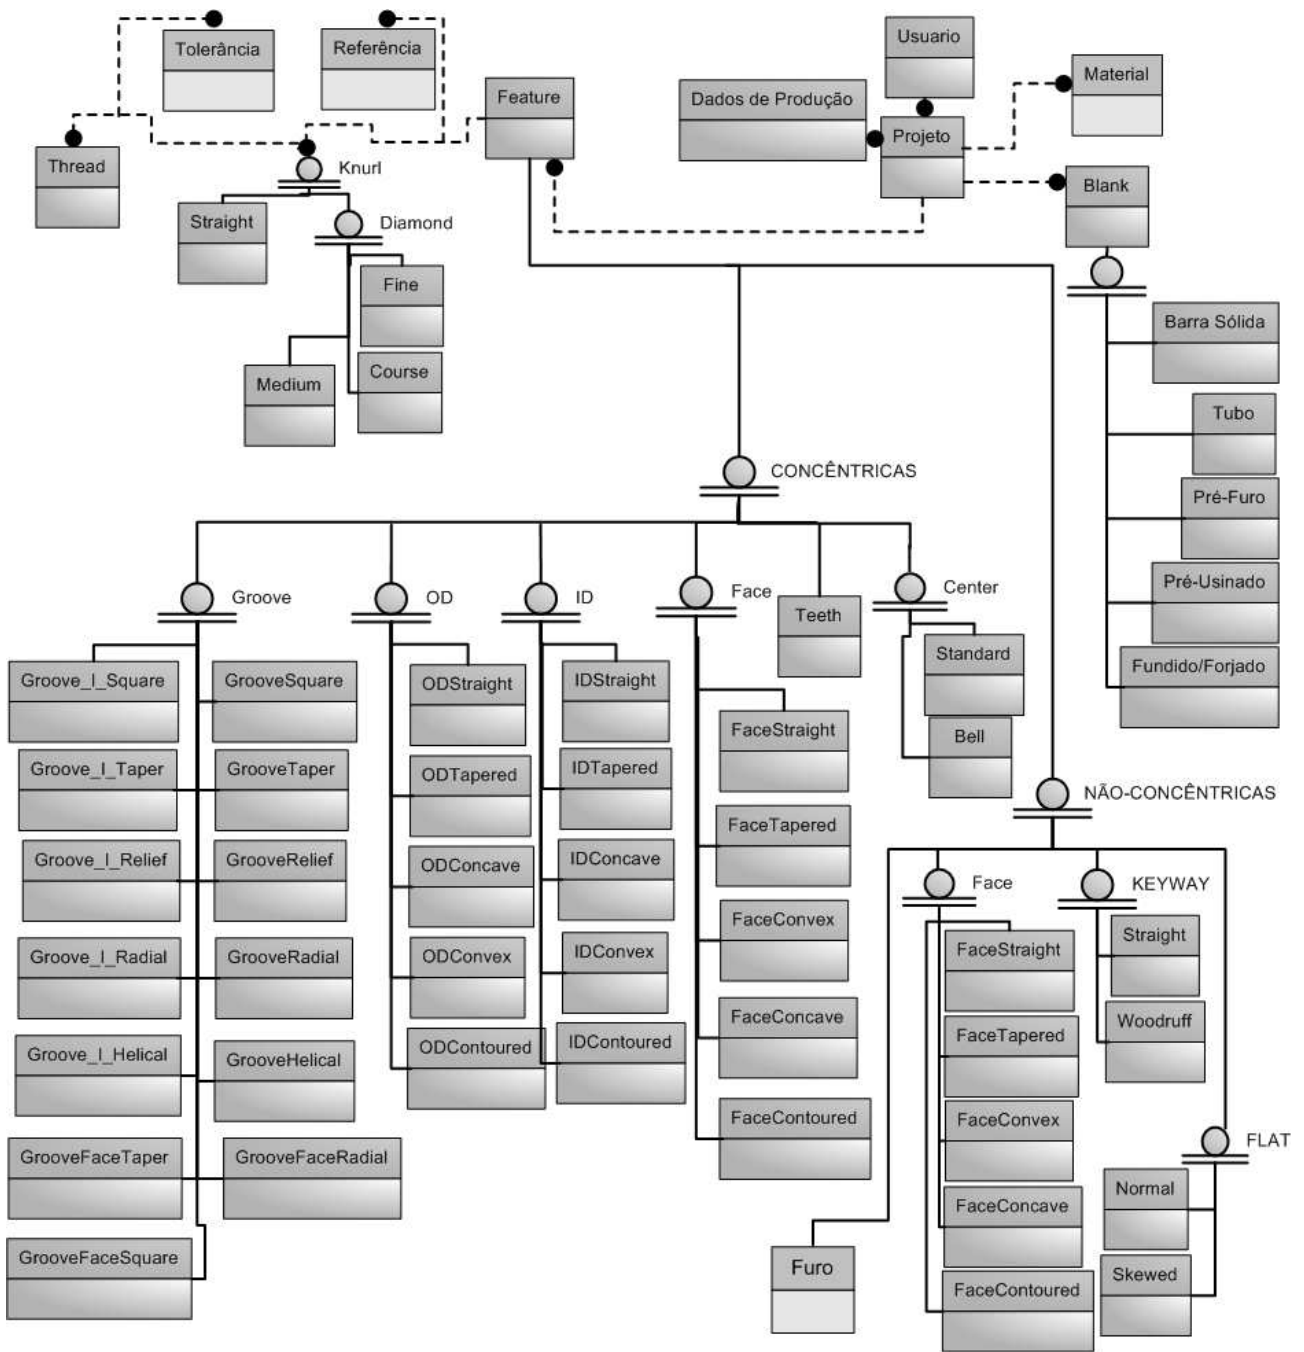 Usuario
Tolerância
Referência
Material
Feature
Dados de Produção
Projeto
Thread
Knurl
Blank
Straight
Diamond
Fine
Barra Sólida
Medium
Course
Tubo
CONCÊNTRICAS
Pré-Furo
Groove
OD
ID
Face
Center
Pré-Usinado
Teeth
Standard
Fundido/Forjado
Groove_I_Square
GrooveSquare
ODStraight
IDStraight
FaceStraight
Bell
Groove_I_Taper
GrooveTaper
ODTapered
IDTapered
NÃO-CONCÊNTRICAS
FaceTapered
Groove_I_Relief
GrooveRelief
ODConcave
IDConcave
Face
KEYWAY
FaceConvex
Straight
Groove_I_Radial
GrooveRadial
ODConvex
IDConvex
FaceStraight
FaceConcave
Woodruff
Groove_I_Helical
GrooveHelical
ODContoured
IDContoured
FaceTapered
FaceContoured
FaceConvex
FLAT
GrooveFaceTaper
GrooveFaceRadial
Normal
FaceConcave
GrooveFaceSquare
Furo
Skewed
FaceContoured